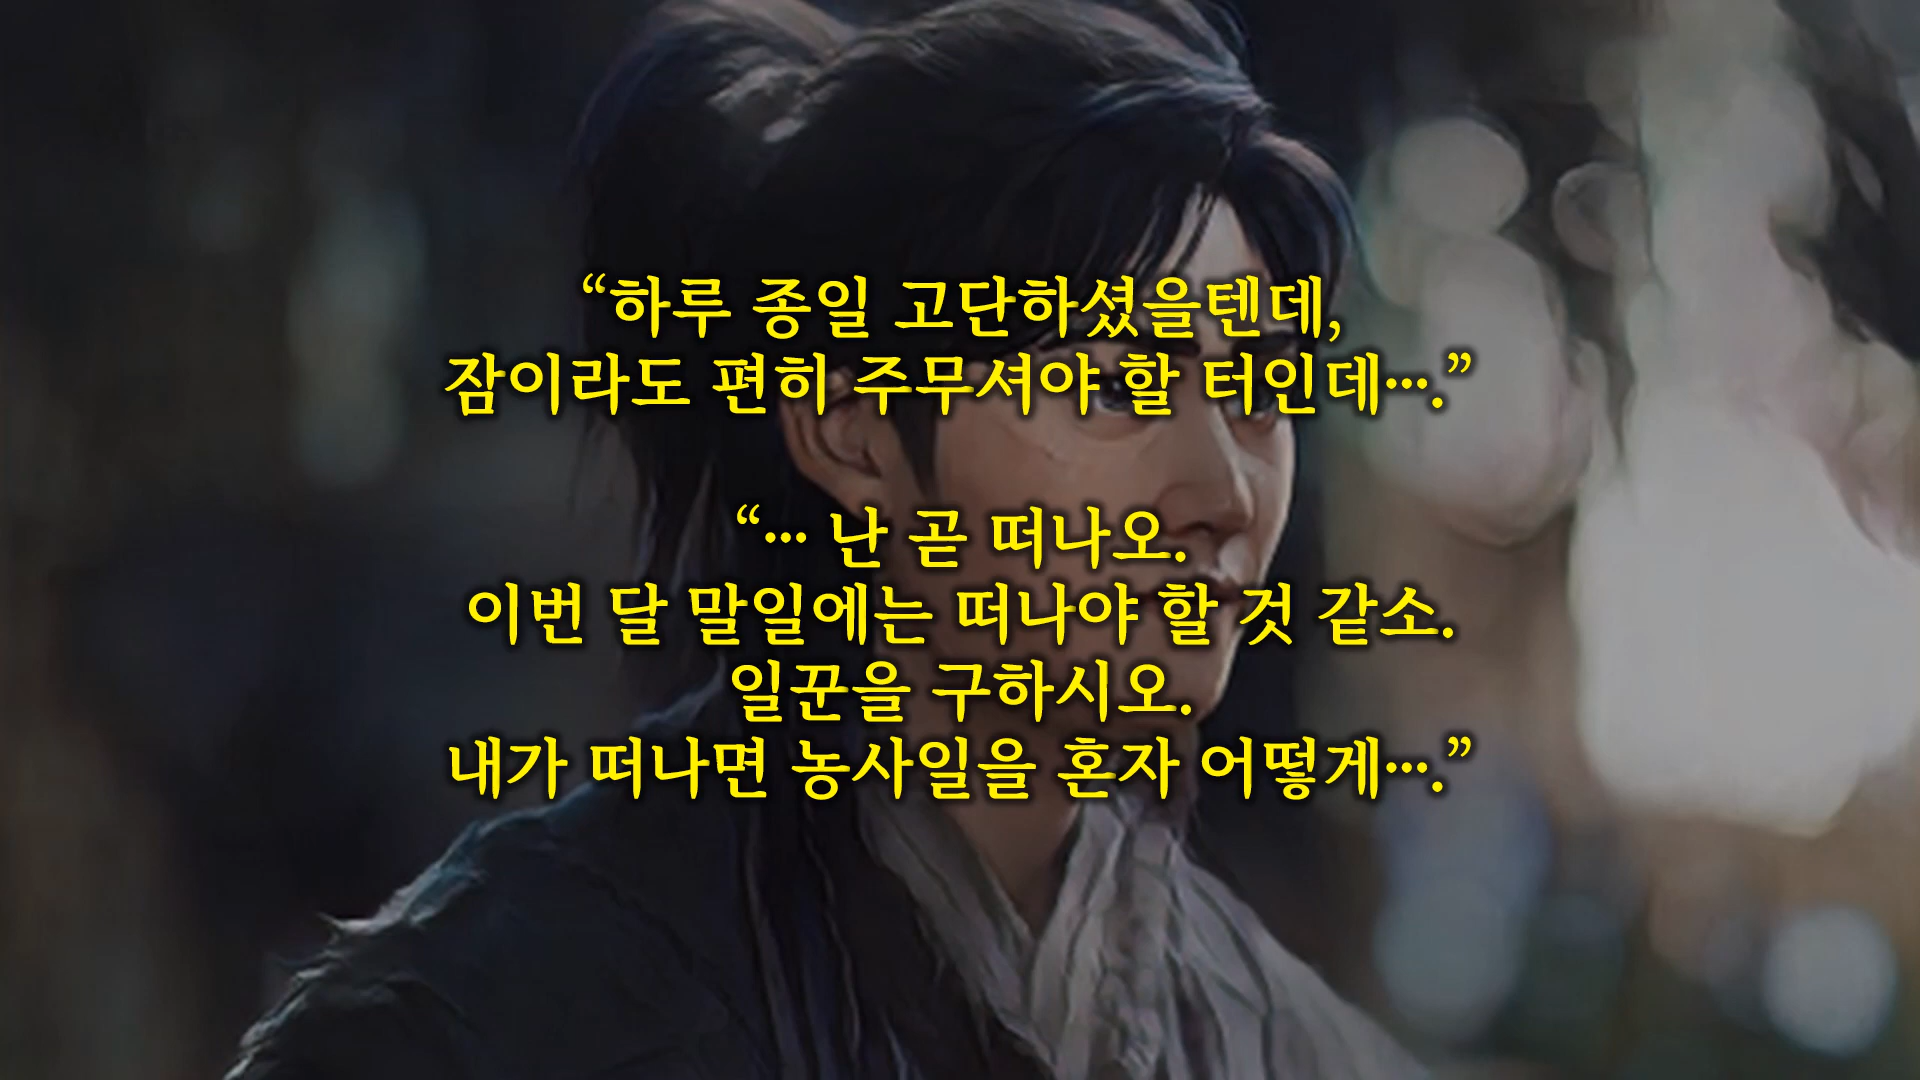 “하루 종일 고단하셨을텐데,
잠이라도 편히 주무셔야 할 터인데….”
“… 난 곧 떠나오.
이번 달 말일에는 떠나야 할 것 같소.
일꾼을 구하시오.
내가 떠나면 농사일을 혼자 어떻게….”